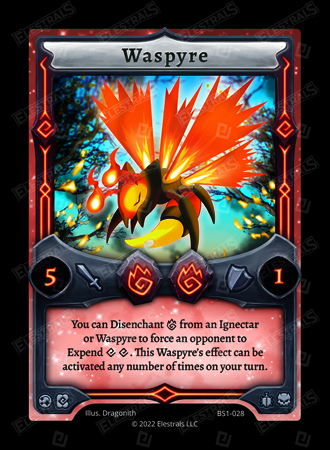 Waspyre
5
1
You can Disenchant from an Ignectar
or Waspyre to force an opponent to
Expend . This Waspyre's effect can be
activated any number of times on your turn.
Illus. Dragonith
BS1-028
© 2022 Elestrals LLC
ELESTRALS